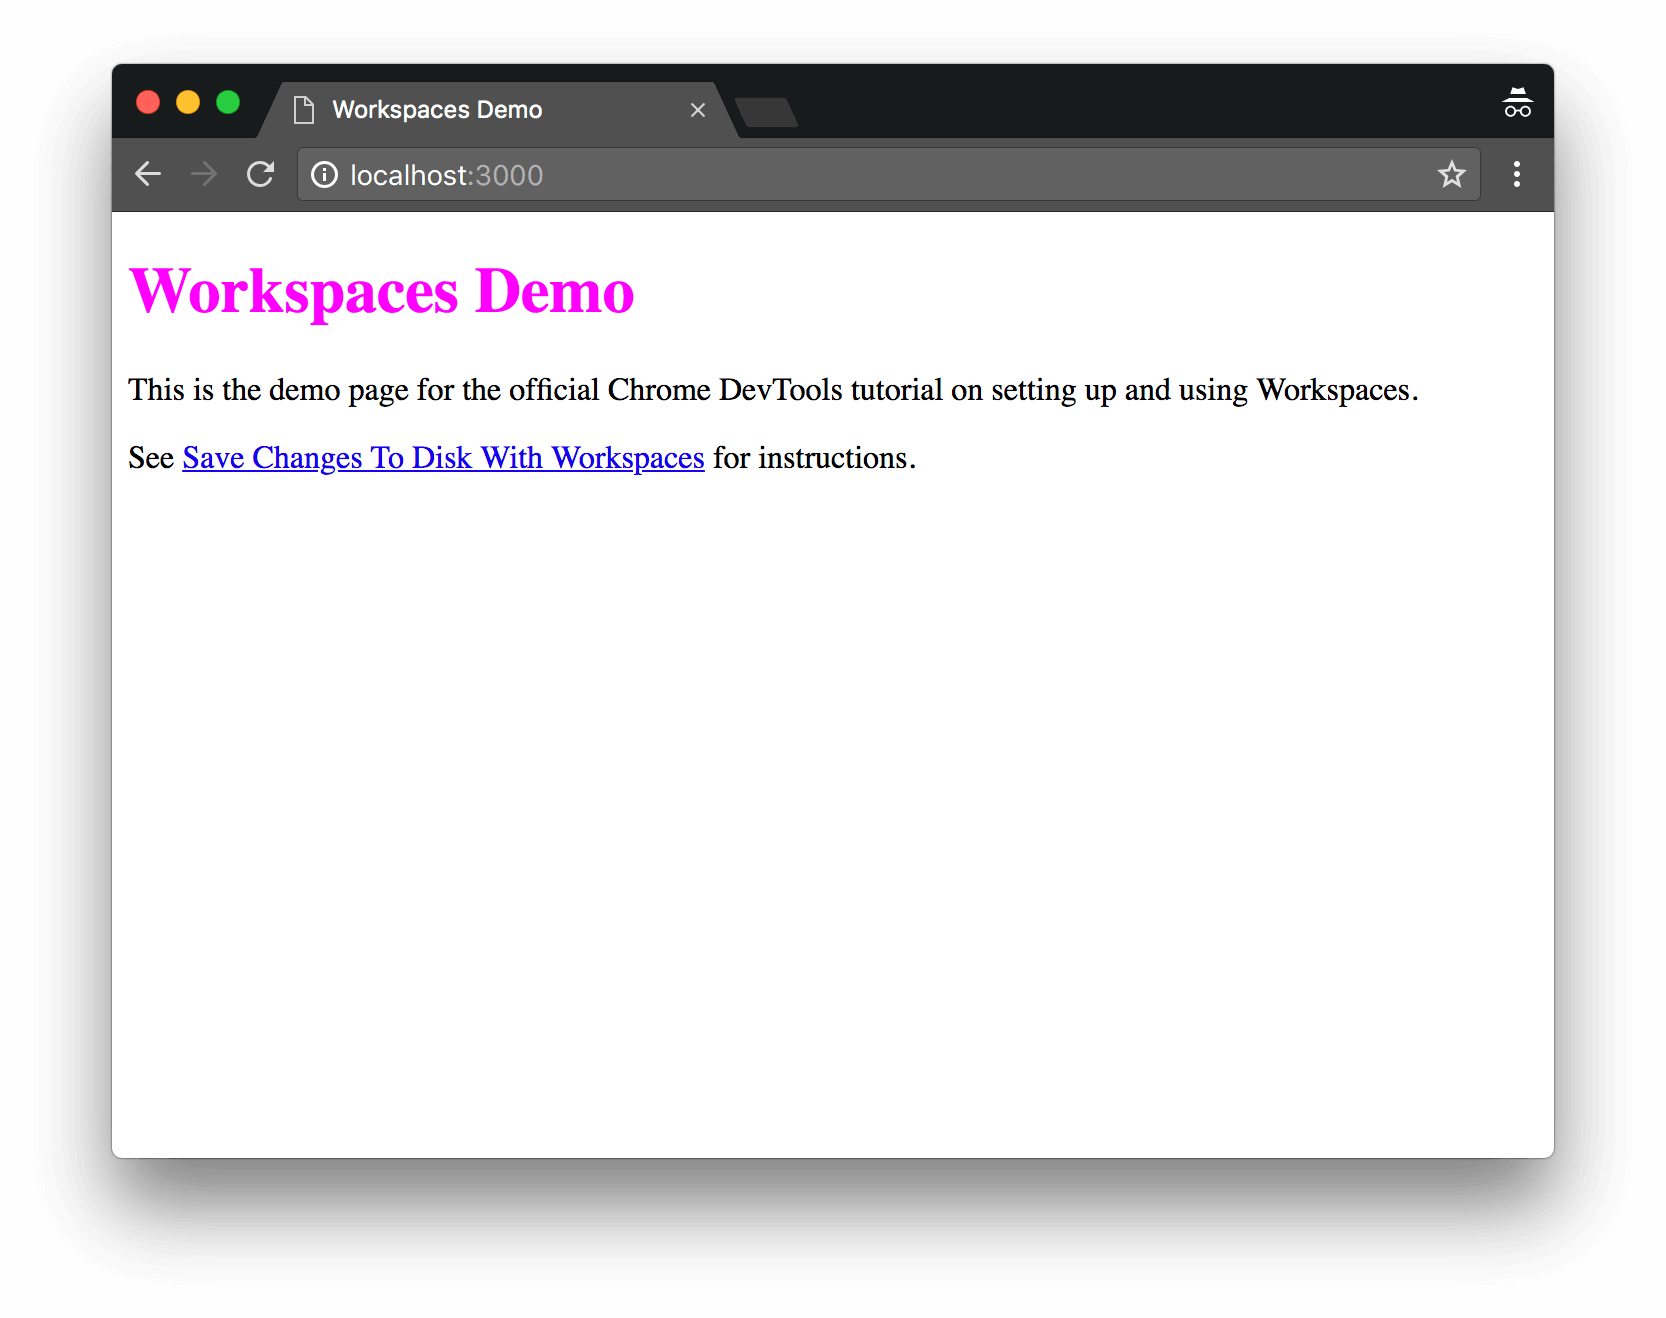 Workspaces Demo
localhost:3000
Workspaces Demo
This is the demo page for the official Chrome DevTools tutorial on setting up and using Workspaces.
See Save Changes To Disk With Workspaces for instructions.